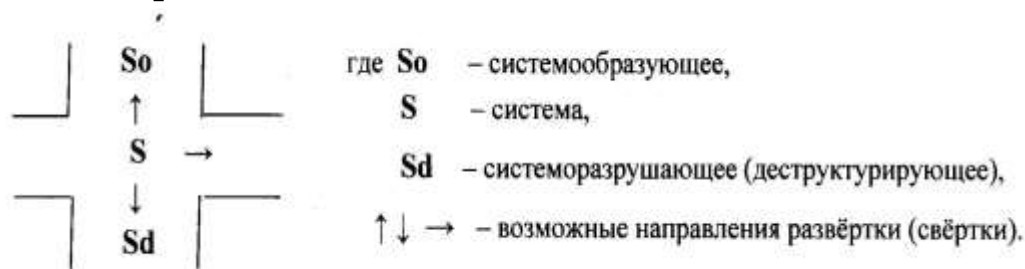 So
↑
S →
↓
Sd
где So – системообразующее,
S – система,
Sd – системоразрушающее (деструктурирующее),
↑↓ → – возможные направления развёртки (свёртки).